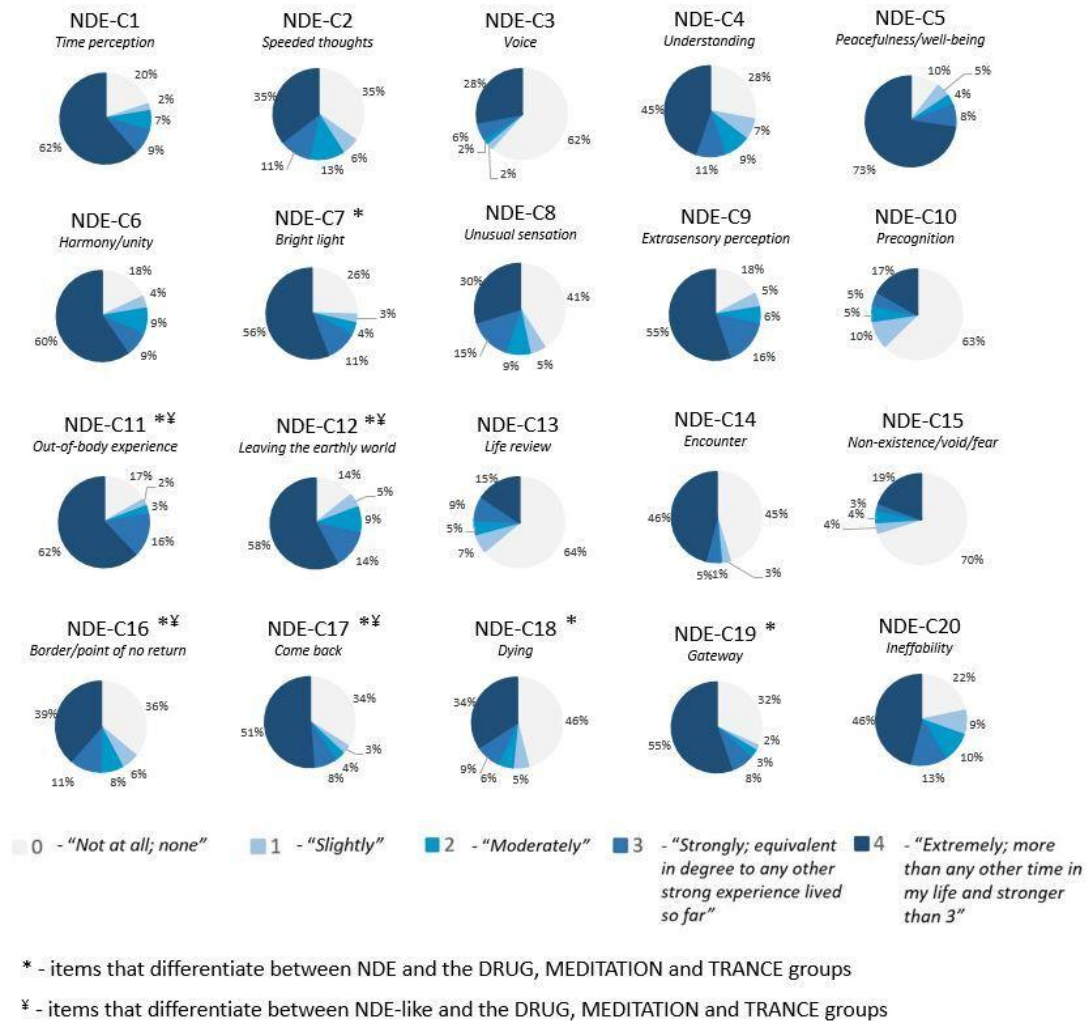 NDE-C1
Time perception
20%
2%
7%
9%
62%
NDE-C2
Speeded thoughts
35%
6%
13%
11%
35%
NDE-C3
Voice
62%
2%
2%
6%
28%
NDE-C4
Understanding
28%
7%
9%
11%
45%
NDE-C5
Peacefulness/well-being
10%
5%
4%
8%
73%
NDE-C6
Harmony/unity
18%
4%
9%
9%
60%
NDE-C7 *
Bright light
26%
3%
4%
11%
56%
NDE-C8
Unusual sensation
41%
5%
9%
15%
30%
NDE-C9
Extrasensory perception
18%
5%
6%
16%
55%
NDE-C10
Precognition
63%
10%
5%
5%
17%
NDE-C11 *¥
Out-of-body experience
17%
2%
3%
16%
62%
NDE-C12 *¥
Leaving the earthly world
14%
5%
9%
14%
58%
NDE-C13
Life review
64%
7%
5%
9%
15%
NDE-C14
Encounter
45%
3%
1%
5%
46%
NDE-C15
Non-existence/void/fear
70%
4%
4%
3%
19%
NDE-C16 *¥
Border/point of no return
36%
6%
8%
11%
39%
NDE-C17 *¥
Come back
34%
3%
4%
8%
51%
NDE-C18 *
Dying
46%
5%
6%
9%
34%
NDE-C19 *
Gateway
32%
2%
3%
8%
55%
NDE-C20
Ineffability
22%
9%
10%
13%
46%
0 - "Not at all; none"
1 - "Slightly"
2 - "Moderately"
3 - "Strongly; equivalent
in degree to any other
strong experience lived
so far"
4 - "Extremely; more
than any other time in
my life and stronger
than 3"
* - items that differentiate between NDE and the DRUG, MEDITATION and TRANCE groups
¥ - items that differentiate between NDE-like and the DRUG, MEDITATION and TRANCE groups